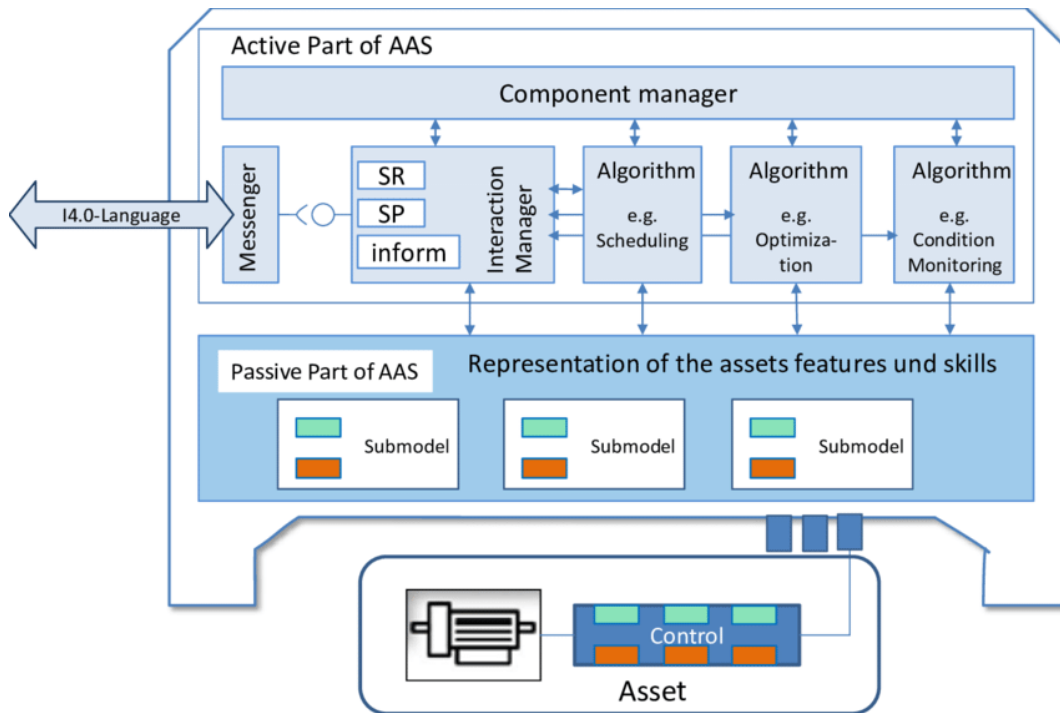 Active Part of AAS
Component manager
I4.0-Language
Messenger
SR
SP
inform
Interaction
Manager
Algorithm
e.g.
Scheduling
Algorithm
e.g.
Optimiza-
tion
Algorithm
e.g.
Condition
Monitoring
Passive Part of AAS
Representation of the assets features und skills
Submodel
Submodel
Submodel
Control
Asset